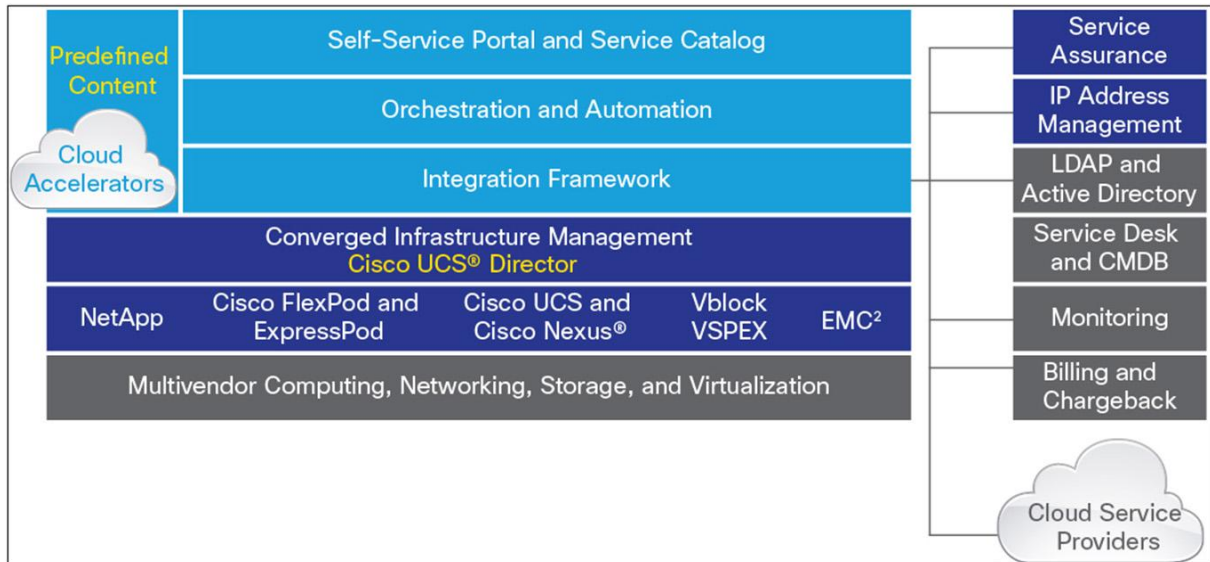 Predefined
Content
Cloud
Accelerators
Self-Service Portal and Service Catalog
Orchestration and Automation
Integration Framework
Converged Infrastructure Management
Cisco UCS® Director
NetApp
Cisco FlexPod and
ExpressPod
Cisco UCS and
Cisco Nexus®
Vblock
VSPEX
EMC²
Multivendor Computing, Networking, Storage, and Virtualization
Service
Assurance
IP Address
Management
LDAP and
Active Directory
Service Desk
and CMDB
Monitoring
Billing and
Chargeback
Cloud Service
Providers